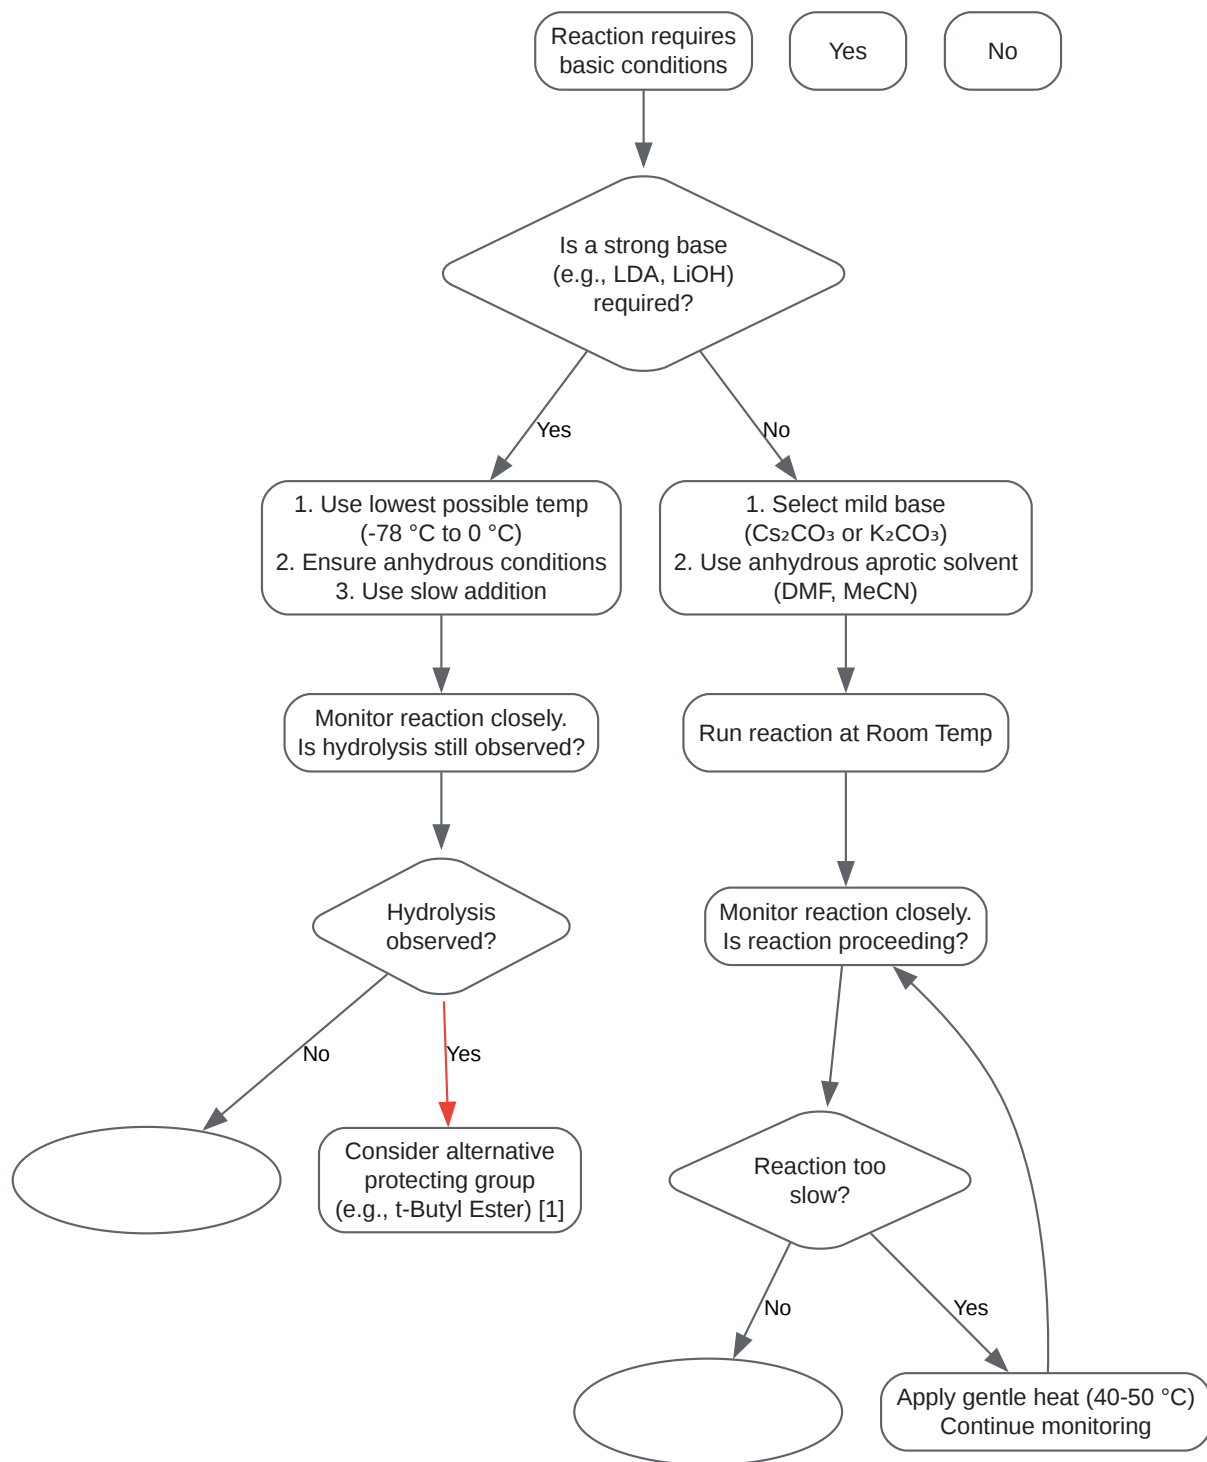 Reaction requires
basic conditions
Yes
No
Is a strong base
(e.g., LDA, LiOH)
required?
Yes
No
1. Use lowest possible temp
(-78 °C to 0 °C)
2. Ensure anhydrous conditions
3. Use slow addition
1. Select mild base
(Cs₂CO₃ or K₂CO₃)
2. Use anhydrous aprotic solvent
(DMF, MeCN)
Monitor reaction closely.
Is hydrolysis still observed?
Run reaction at Room Temp
Hydrolysis
observed?
Monitor reaction closely.
Is reaction proceeding?
No
Yes
Consider alternative
protecting group
(e.g., t-Butyl Ester) [1]
Reaction too
slow?
No
Yes
Apply gentle heat (40-50 °C)
Continue monitoring